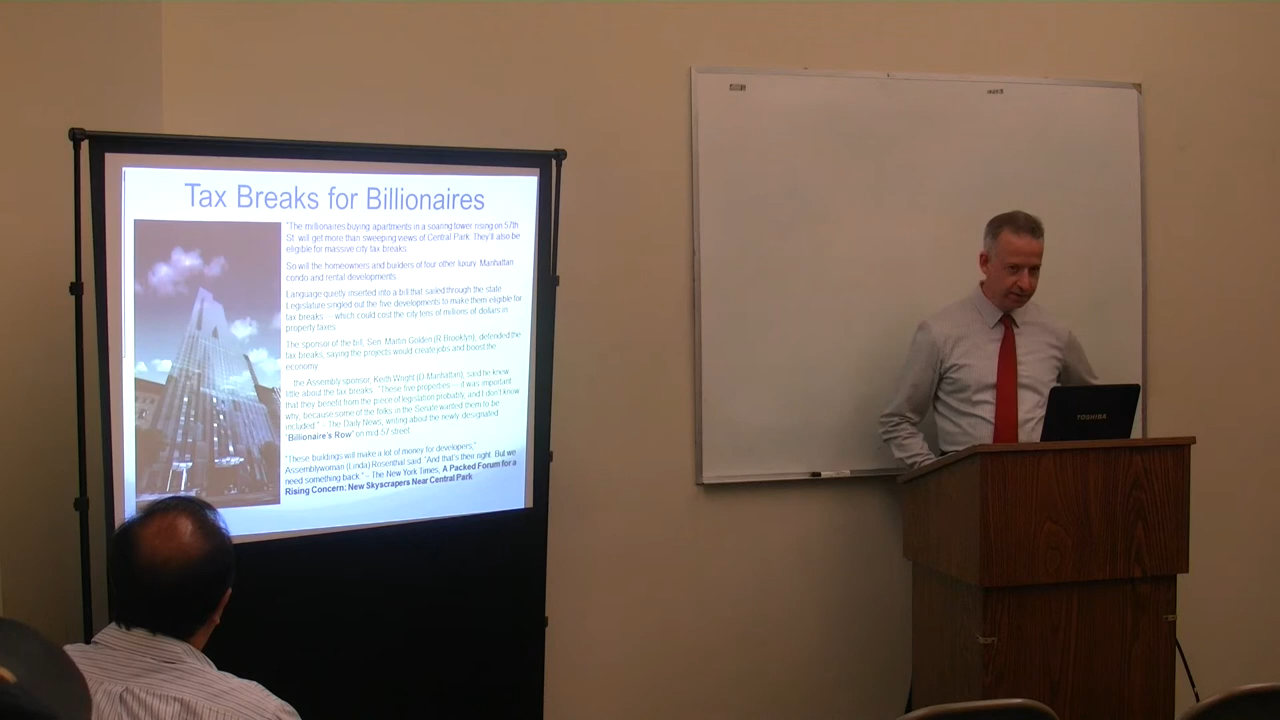 Tax Breaks for Billionaires
"The millionaires buying apartments in a soaring tower rising on 57th
St. will get more than sweeping views of Central Park. They'll also be
eligible for massive city tax breaks.
So will the homeowners and builders of four other luxury Manhattan
condo and rental developments.
Language quietly inserted into a bill that sailed through the state
Legislature singled out the five developments to make them eligible for
tax breaks — which could cost the city tens of millions of dollars in
property taxes.
The sponsor of the bill, Sen. Martin Golden (R-Brooklyn), defended the
tax breaks, saying the projects would create jobs and boost the
economy.
the Assembly sponsor, Keith Wright (D-Manhattan), said he knew
little about the tax breaks. "These five properties — it was important
that they benefit from the piece of legislation probably, and I don't know
why, because some of the folks in the Senate wanted them to be
included." – The Daily News, writing about the newly designated
"Billionaire's Row" on mid 57 street.
"These buildings will make a lot of money for developers,"
Assemblywoman (Linda) Rosenthal said. "And that's their right. But we
need something back." – The New York Times, A Packed Forum for a
Rising Concern: New Skyscrapers Near Central Park
TOSHIBA